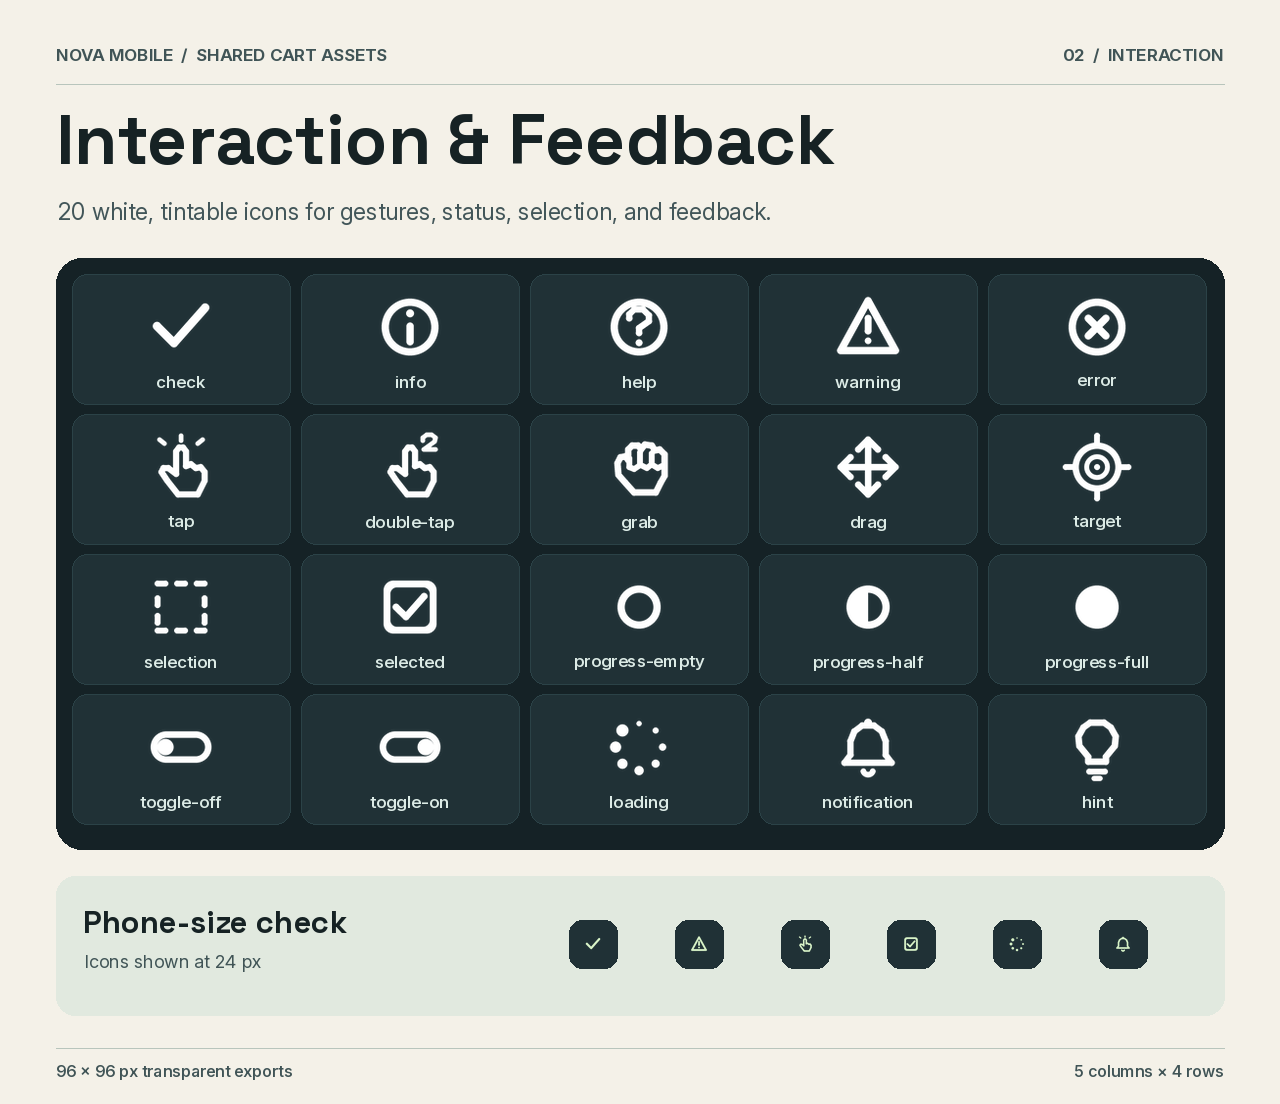 NOVA MOBILE / SHARED CART ASSETS
02 / INTERACTION
Interaction & Feedback
20 white, tintable icons for gestures, status, selection, and feedback.
check
info
help
warning
error
2
tap
double-tap
grab
drag
target
selection
selected
progress-empty
progress-half
progress-full
toggle-off
toggle-on
loading
notification
hint
Phone-size check
Icons shown at 24 px
96 × 96 px transparent exports
5 columns × 4 rows